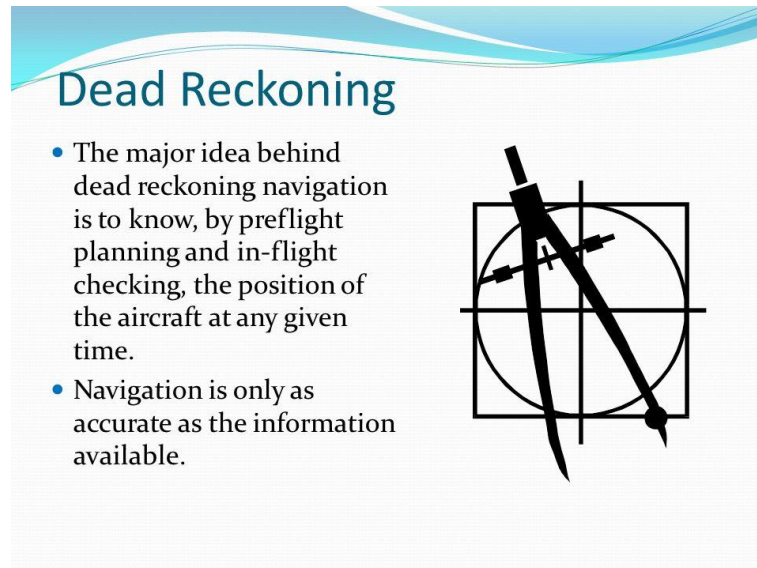 Dead Reckoning
• The major idea behind
dead reckoning navigation
is to know, by preflight
planning and in-flight
checking, the position of
the aircraft at any given
time.
• Navigation is only as
accurate as the information
available.